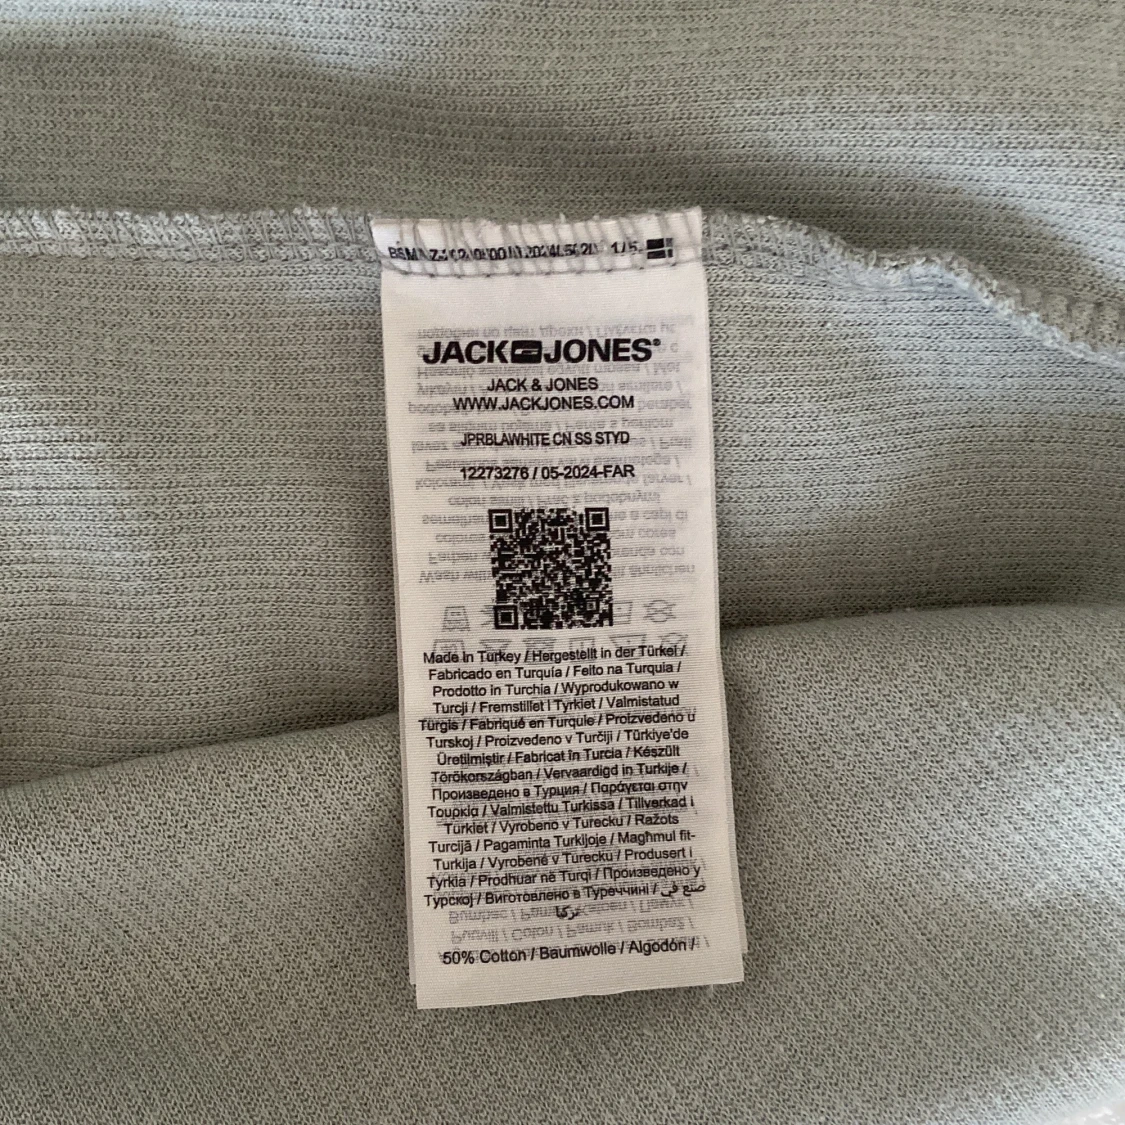 1/5
JACK JONES®
JACK & JONES
WWW.JACKJONES.COM
JPRBLAWHITE CN SS STYD
12273276 / 05-2024-FAR
Made in Turkey / Hergestellt in der Türkei /
Fabricado en Turquía / Feito na Turquia /
Prodotto in Turchia / Wyprodukowano w
Turcji / Fremstillet i Tyrkiet / Valmistatud
Türgis / Fabriqué en Turquie / Proizvedeno u
Turskoj / Proizvedeno v Turčiji / Türkiye'de
Üretilmiştir / Fabricat în Turcia / Készült
Törökországban / Vervaardigd in Turkije /
Произведено в Турция / Παράγεται στην
Τουρκία / Valmistettu Turkissa / Tillverkad i
Turkiet / Vyrobeno v Turecku / Ražots
Turcijā / Pagaminta Turkijoje / Magħmul fit-
Turkija / Vyrobené v Turecku / Produsert i
Tyrkia / Prodhuar në Turqi / Произведено у
Турској / Виготовлено в Туреччині / صنع في
تركيا
50% Cotton / Baumwolle / Algodón /